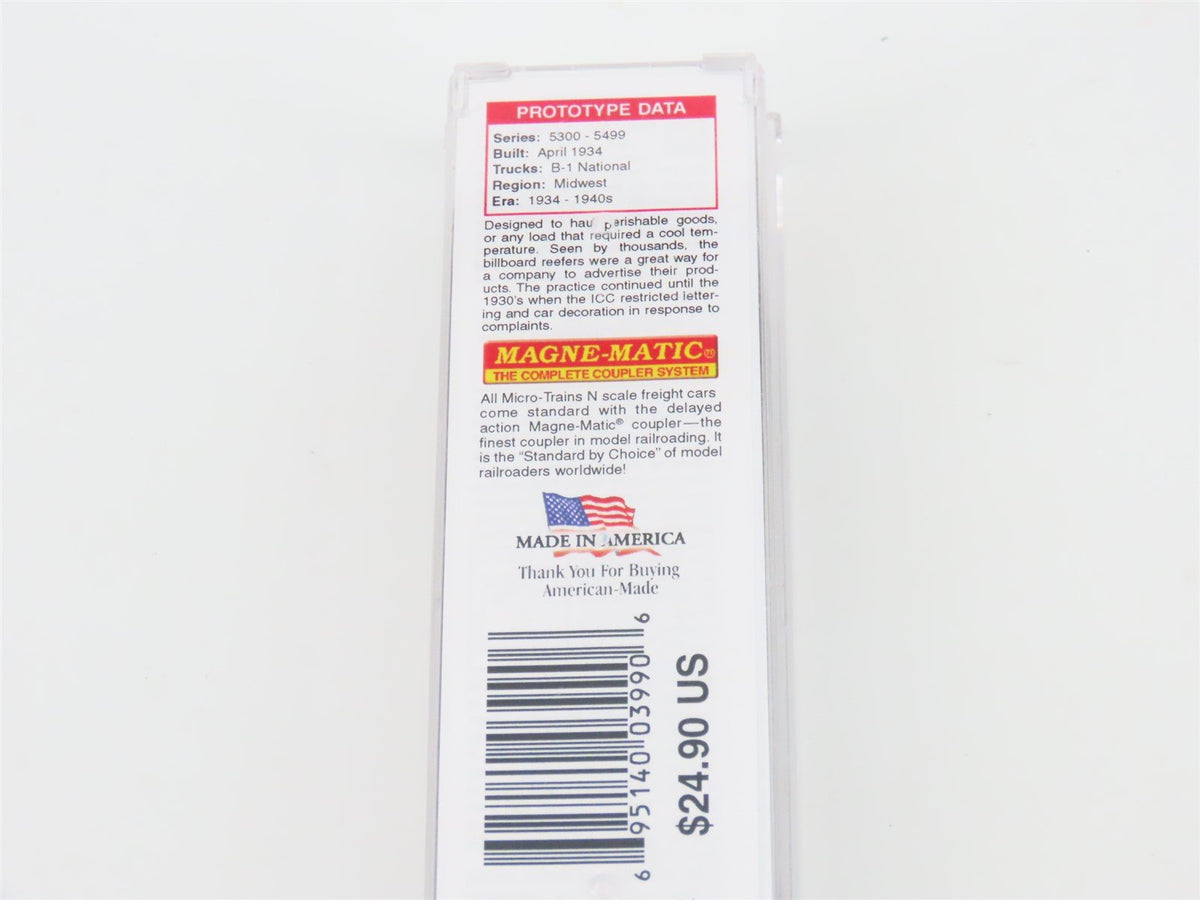 PROTOTYPE DATA
Series: 5300 - 5499
Built: April 1934
Trucks: B-1 National
Region: Midwest
Era: 1934 - 1940s
Designed to haul perishable goods,
or any load that required a cool tem-
perature. Seen by thousands, the
billboard reefers were a great way for
a company to advertise their prod-
ucts. The practice continued until the
1930's when the ICC restricted letter-
ing and car decoration in response to
complaints.
MAGNE-MATIC®
THE COMPLETE COUPLER SYSTEM
All Micro-Trains N scale freight cars
come standard with the delayed
action Magne-Matic® coupler—the
finest coupler in model railroading. It
is the "Standard by Choice" of model
railroaders worldwide!
MADE IN AMERICA
Thank You For Buying
American-Made
6 95140 03990 6
$24.90 US